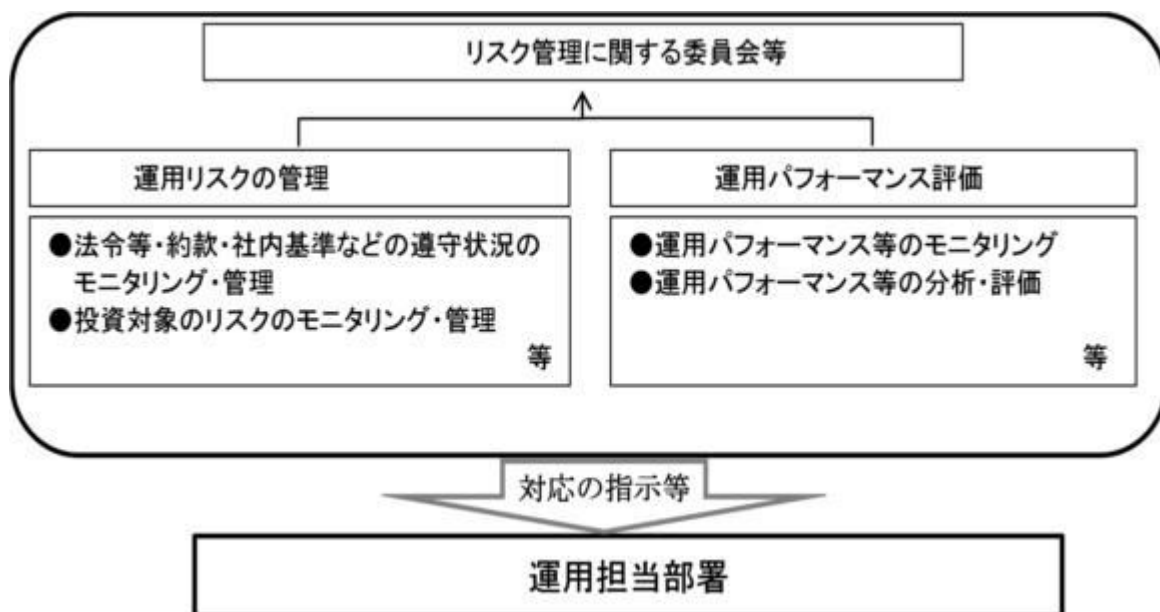 リスク管理に関する委員会等
運用リスクの管理
運用パフォーマンス評価
●法令等・約款・社内基準などの遵守状況の
モニタリング・管理
●投資対象のリスクのモニタリング・管理
等
●運用パフォーマンス等のモニタリング
●運用パフォーマンス等の分析・評価
等
対応の指示等
運用担当部署